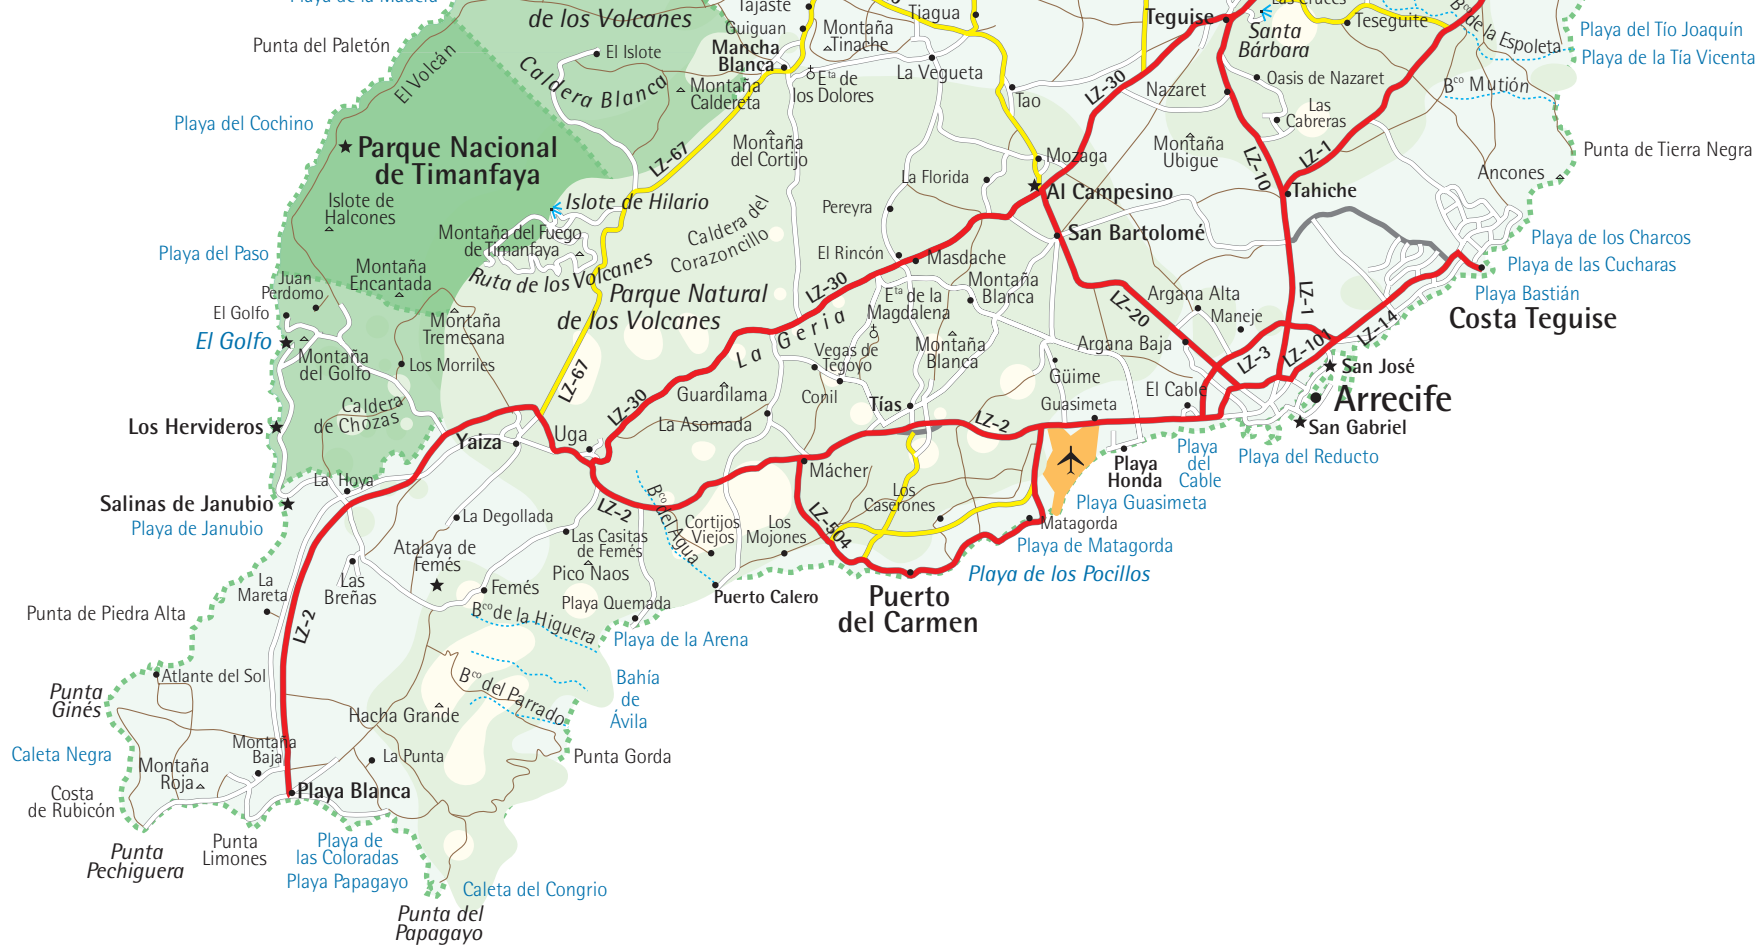 Playa de la Madera
de los Volcanes
Tajaste
Guiguan
Mancha
Blanca
Montaña
Tinache
Tiagua
Teguise
Las Cruces
Santa
Bárbara
Teseguite
Bco de la Espoleta
Playa del Tío Joaquín
Playa de la Tía Vicenta
Punta del Paletón
El Volcán
El Islote
Caldera Blanca
Montaña
Caldereta
Eta de
los Dolores
La Vegueta
Tao
LZ-30
Nazaret
Oasis de Nazaret
Las
Cabreras
Bco Mutión
Playa del Cochino
Parque Nacional
de Timanfaya
LZ-67
Montaña
del Cortijo
Mozaga
Montaña
Ubigue
LZ-10
LZ-1
Punta de Tierra Negra
Ancones
Islote de
Halcones
Islote de Hilario
La Florida
Al Campesino
Tahiche
Pereyra
San Bartolomé
Playa del Paso
Montaña del Fuego
de Timanfaya
Caldera del
Corazoncillo
El Rincón
Masdache
Playa de los Charcos
Playa de las Cucharas
Playa Bastián
Costa Teguise
Juan
Perdomo
Montaña
Encantada
Ruta de los Volcanes
Parque Natural
de los Volcanes
LZ-30
Eta de la
Magdalena
Montaña
Blanca
LZ-20
Argana Alta
Maneje
LZ-1
El Golfo
El Golfo
Montaña
Tremesana
La Geria
Vegas de
Tegoyo
Montaña
Blanca
Argana Baja
LZ-3
LZ-101
LZ-14
Montaña
del Golfo
Los Morriles
LZ-67
Güime
San José
Caldera
de Chozas
LZ-30
Guardilama
Conil
Tías
El Cable
Arrecife
Los Hervideros
Yaiza
Uga
La Asomada
LZ-2
Guasimeta
San Gabriel
La Hoya
Mácher
Playa
Honda
Playa
del
Cable
Playa del Reducto
Salinas de Janubio
Playa de Janubio
La Degollada
LZ-2
Bco del Agua
Cortijos
Viejos
Los
Mojones
LZ-504
Los
Caserones
Playa Guasimeta
Matagorda
Playa de Matagorda
Atalaya de
Femés
Las Casitas
de Femés
Pico Naos
Playa de los Pocillos
La
Mareta
Las
Breñas
Femés
Playa Quemada
Puerto Calero
Puerto
del Carmen
Punta de Piedra Alta
LZ-2
Bco de la Higuera
Playa de la Arena
Atlante del Sol
Punta
Ginés
Bco del Parrado
Bahía
de
Ávila
Hacha Grande
Caleta Negra
Montaña
Baja
La Punta
Punta Gorda
Montaña
Roja
Playa Blanca
Costa
de Rubicón
Punta
Pechiguera
Punta
Limones
Playa de
las Coloradas
Playa Papagayo
Caleta del Congrio
Punta del
Papagayo